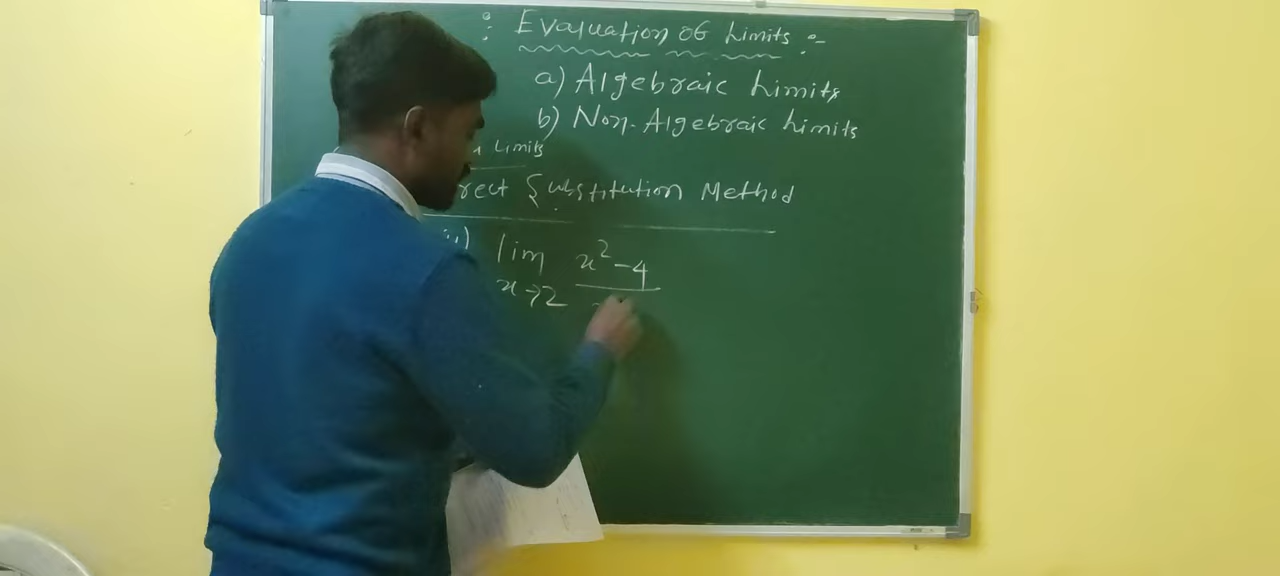 : Evaluation of Limits :-
a) Algebraic Limits
b) Non-Algebraic Limits
Limits
rect Substitution Method
lim x²-4
x→2